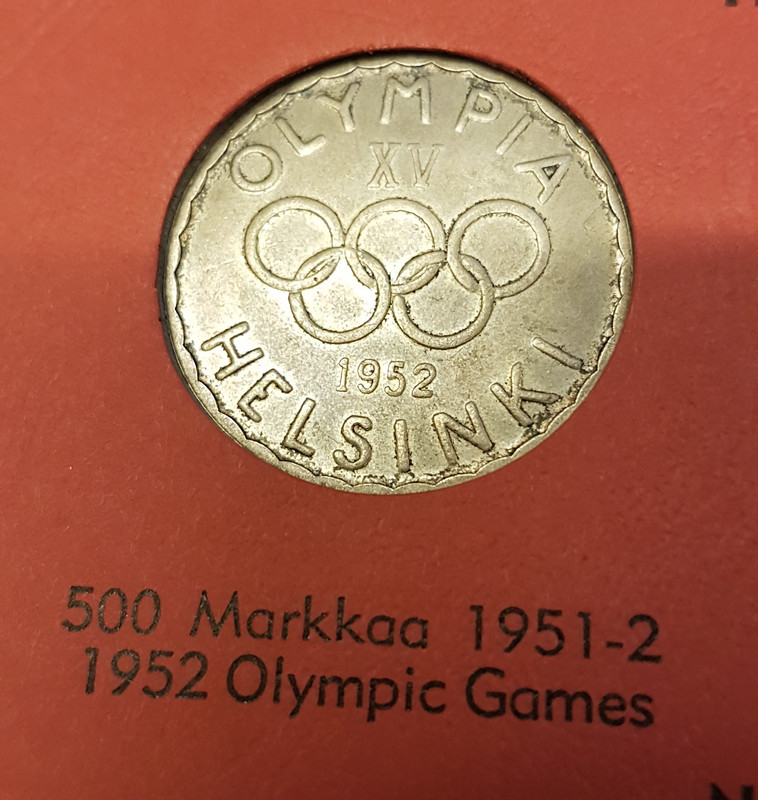 OLYMPIA
XV
1952
HELSINKI
500 Markkaa 1951-2
1952 Olympic Games